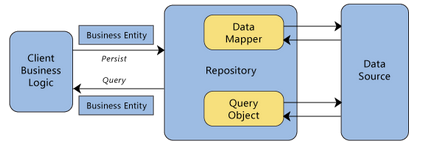 Business Entity
Client
Business
Logic
Persist
Query
Business Entity
Data
Mapper
Repository
Query
Object
Data
Source